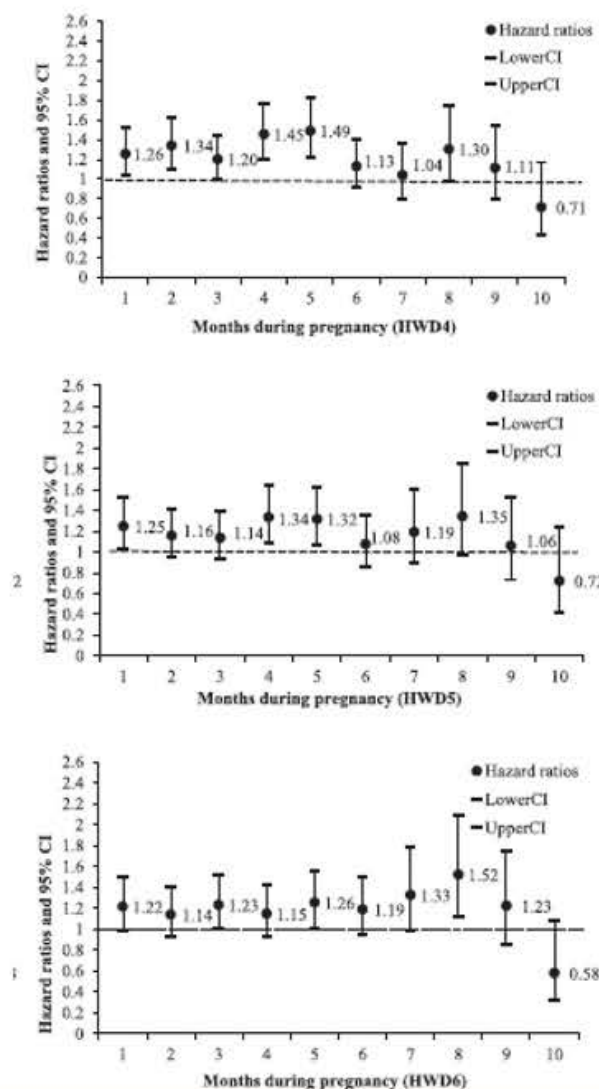 2.6
2.4
2.2
2
1.8
1.6
1.4
1.2
1
0.8
0.6
0.4
0.2
0
Hazard ratios and 95% CI
Hazard ratios
LowerCI
UpperCI
1.26 1.34 1.20 1.45 1.49 1.13 1.04 1.30 1.11 0.71
1 2 3 4 5 6 7 8 9 10
Months during pregnancy (HWD4)
2.6
2.4
2.2
2
1.8
1.6
1.4
1.2
1
0.8
0.6
0.4
0.2
0
Hazard ratios and 95% CI
Hazard ratios
LowerCI
UpperCI
1.25 1.16 1.14 1.34 1.32 1.08 1.19 1.35 1.06 0.72
2
1 2 3 4 5 6 7 8 9 10
Months during pregnancy (HWD5)
2.6
2.4
2.2
2
1.8
1.6
1.4
1.2
1
0.8
0.6
0.4
0.2
0
Hazard ratios and 95% CI
Hazard ratios
LowerCI
UpperCI
1.22 1.14 1.23 1.15 1.26 1.19 1.33 1.52 1.23 0.58
1 2 3 4 5 6 7 8 9 10
Months during pregnancy (HWD6)